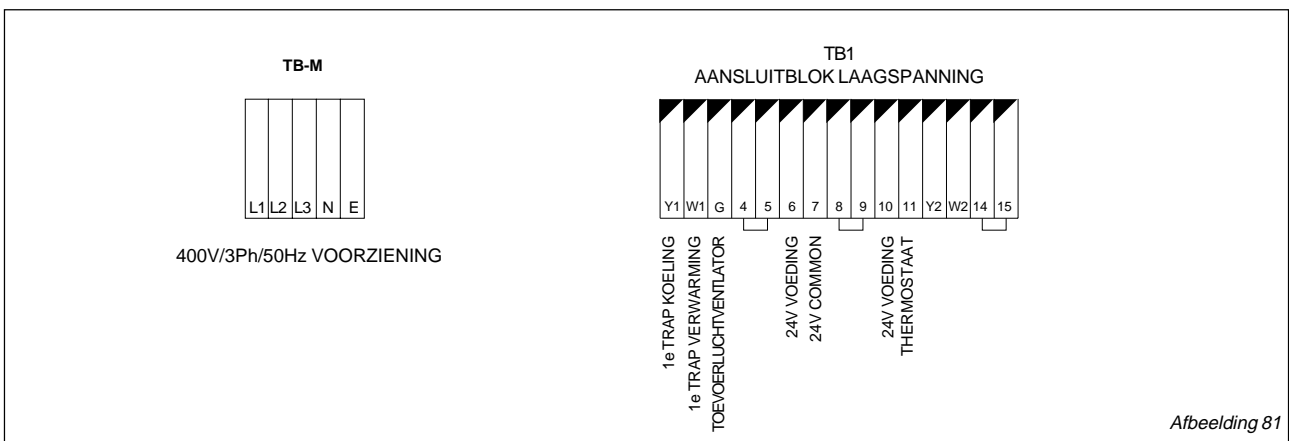 TB-M
L1 L2 L3 N E
400V/3Ph/50Hz VOORZIENING
TB1
AANSLUITBLOK LAAGSPANNING
Y1 W1 G 4 5 6 7 8 9 10 11 Y2 W2 14 15
1e TRAP KOELING
1e TRAP VERWARMING
TOEVOERLUCHTVENTLATOR
24V VOEDING
24V COMMON
24V VOEDING
THERMOSTAAT
Afbeelding 81